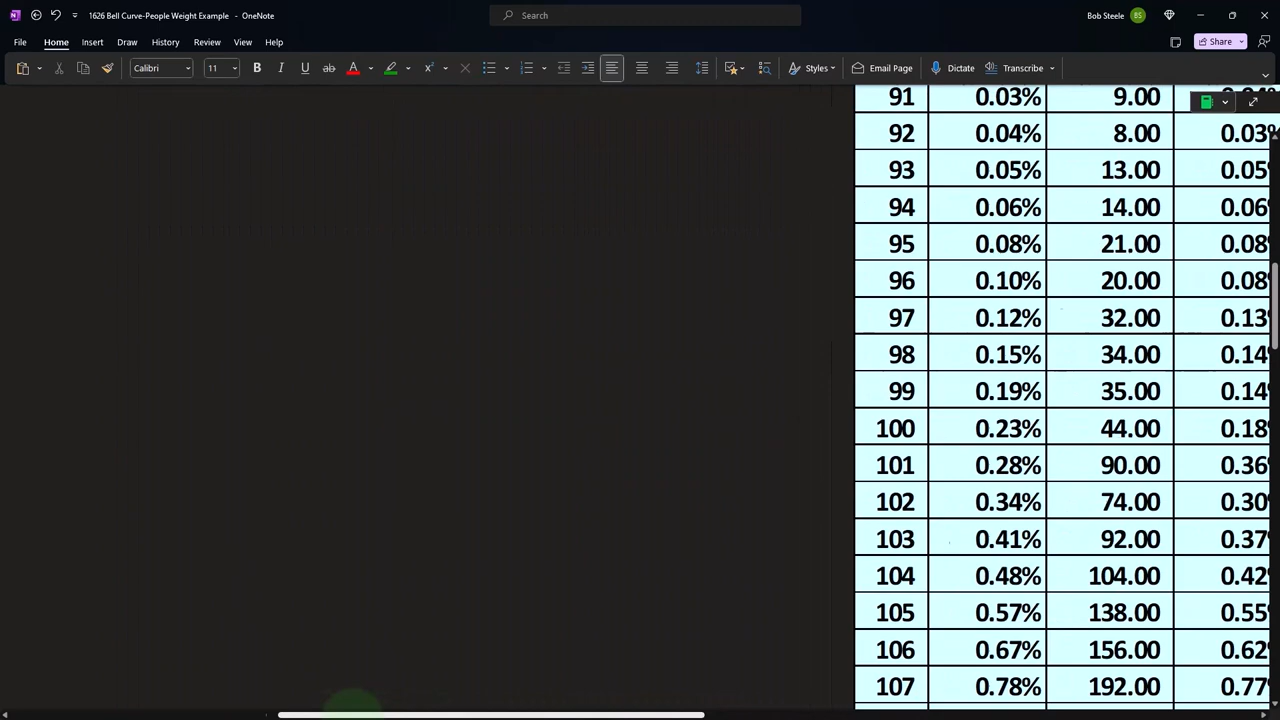 1626 Bell Curve-People Weight Example - OneNote
Search
Bob Steele BS
File Home Insert Draw History Review View Help
Share
Calibri 11 B I U ab A x Styles Email Page Dictate Transcribe
91 0.03% 9.00
92 0.04% 8.00 0.03%
93 0.05% 13.00 0.05%
94 0.06% 14.00 0.06%
95 0.08% 21.00 0.08%
96 0.10% 20.00 0.08%
97 0.12% 32.00 0.13%
98 0.15% 34.00 0.14%
99 0.19% 35.00 0.14%
100 0.23% 44.00 0.18%
101 0.28% 90.00 0.36%
102 0.34% 74.00 0.30%
103 0.41% 92.00 0.37%
104 0.48% 104.00 0.42%
105 0.57% 138.00 0.55%
106 0.67% 156.00 0.62%
107 0.78% 192.00 0.77%